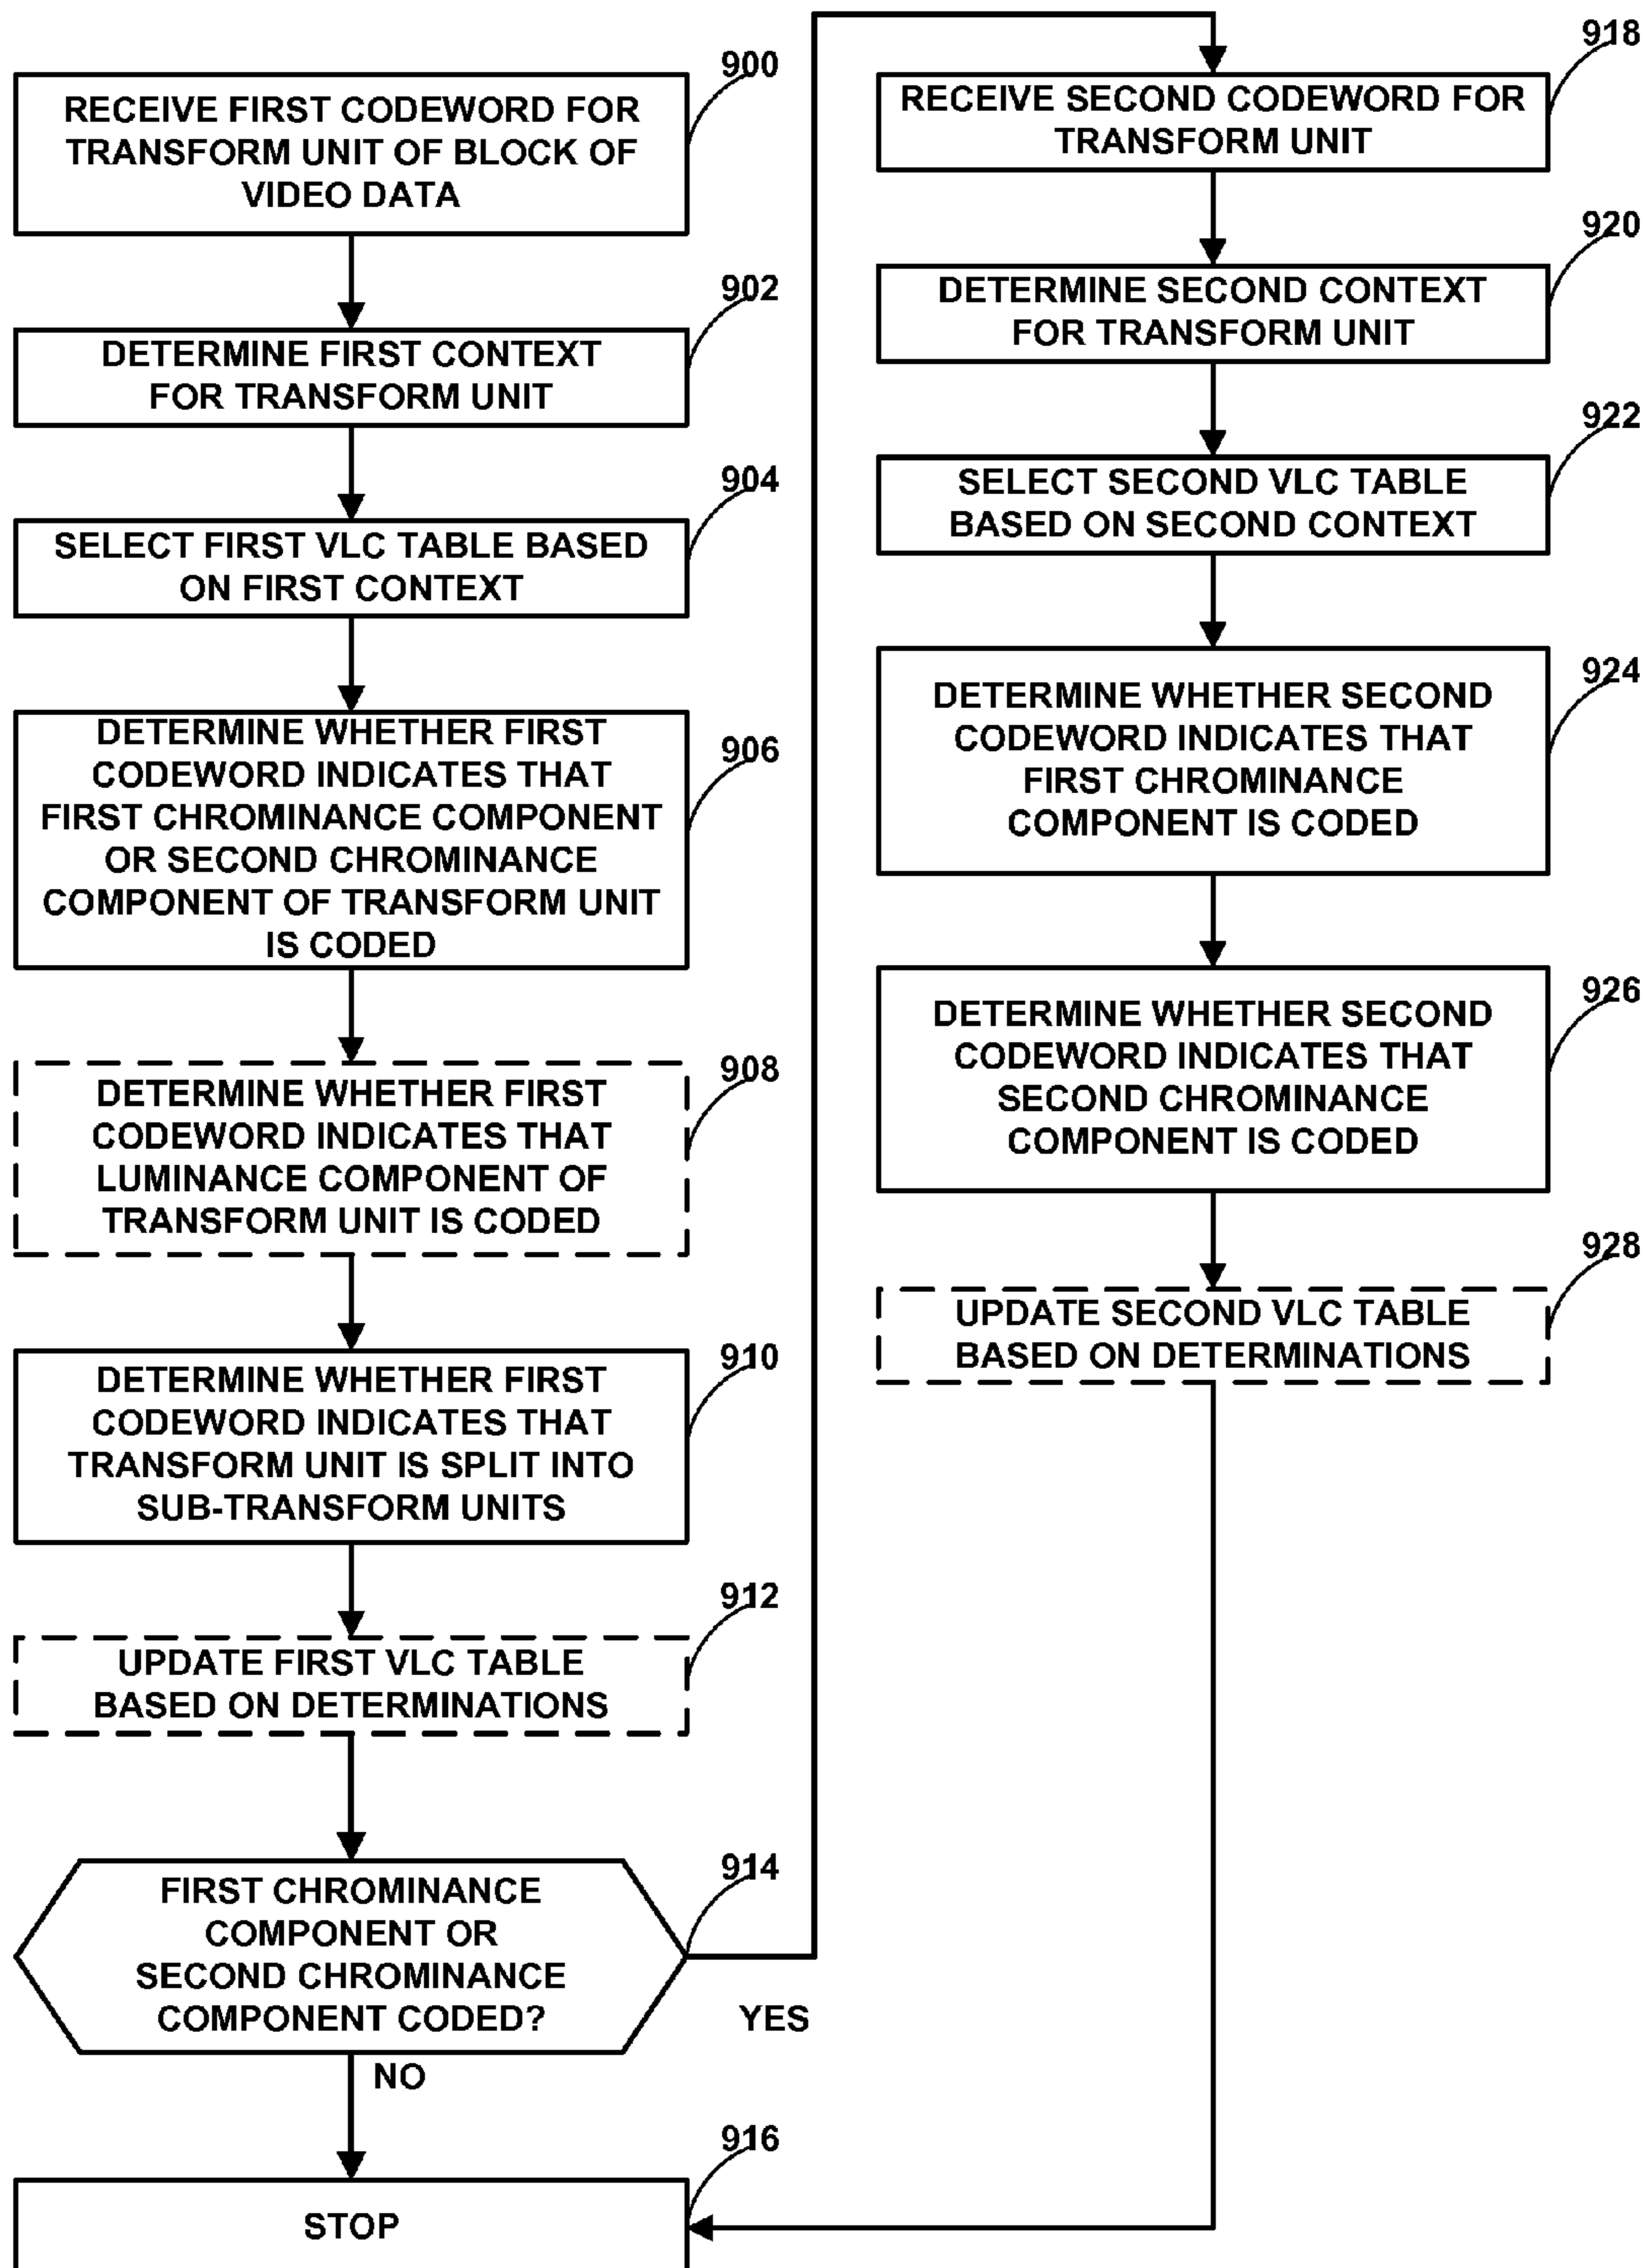 900
RECEIVE FIRST CODEWORD FOR
TRANSFORM UNIT OF BLOCK OF
VIDEO DATA
902
DETERMINE FIRST CONTEXT
FOR TRANSFORM UNIT
904
SELECT FIRST VLC TABLE BASED
ON FIRST CONTEXT
906
DETERMINE WHETHER FIRST
CODEWORD INDICATES THAT
FIRST CHROMINANCE COMPONENT
OR SECOND CHROMINANCE
COMPONENT OF TRANSFORM UNIT
IS CODED
908
DETERMINE WHETHER FIRST
CODEWORD INDICATES THAT
LUMINANCE COMPONENT OF
TRANSFORM UNIT IS CODED
910
DETERMINE WHETHER FIRST
CODEWORD INDICATES THAT
TRANSFORM UNIT IS SPLIT INTO
SUB-TRANSFORM UNITS
912
UPDATE FIRST VLC TABLE
BASED ON DETERMINATIONS
914
FIRST CHROMINANCE
COMPONENT OR
SECOND CHROMINANCE
COMPONENT CODED?
YES
NO
916
STOP
918
RECEIVE SECOND CODEWORD FOR
TRANSFORM UNIT
920
DETERMINE SECOND CONTEXT
FOR TRANSFORM UNIT
922
SELECT SECOND VLC TABLE
BASED ON SECOND CONTEXT
924
DETERMINE WHETHER SECOND
CODEWORD INDICATES THAT
FIRST CHROMINANCE
COMPONENT IS CODED
926
DETERMINE WHETHER SECOND
CODEWORD INDICATES THAT
SECOND CHROMINANCE
COMPONENT IS CODED
928
UPDATE SECOND VLC TABLE
BASED ON DETERMINATIONS